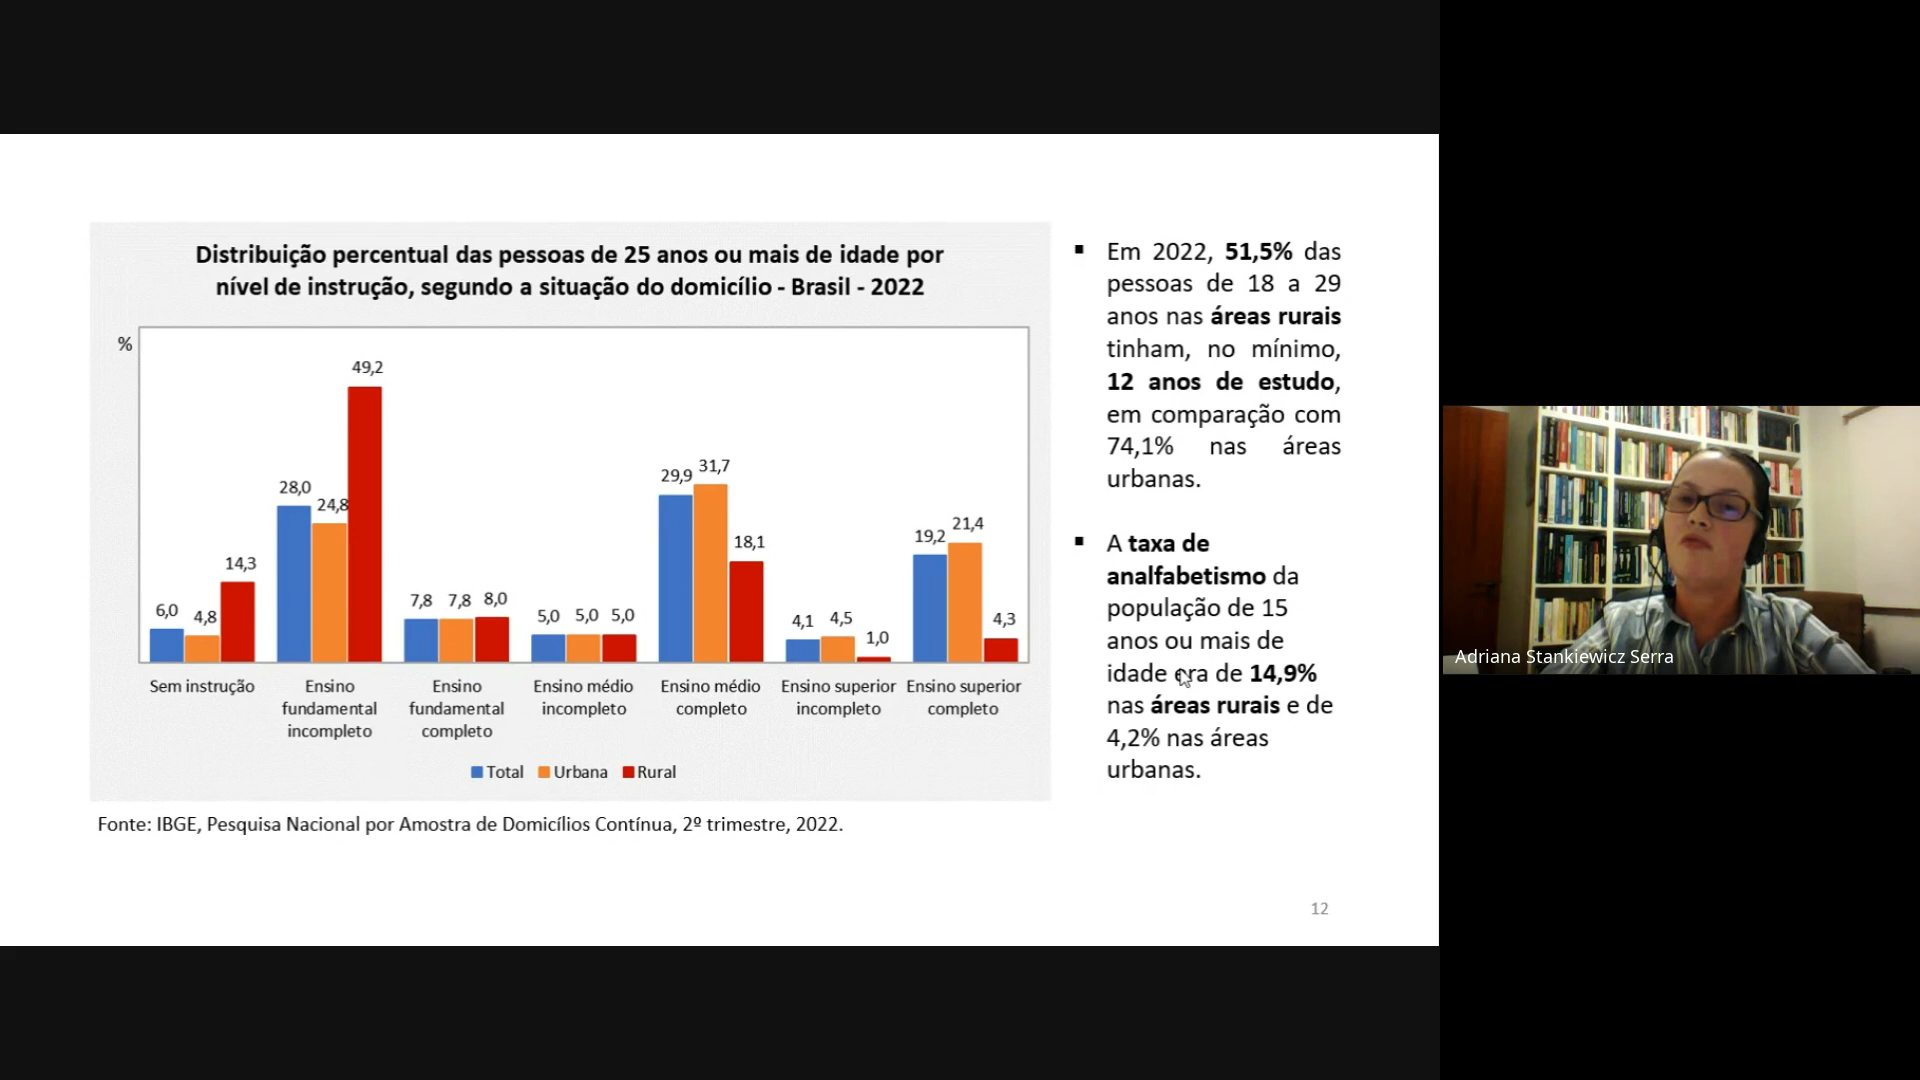 Distribuição percentual das pessoas de 25 anos ou mais de idade por
nível de instrução, segundo a situação do domicílio - Brasil - 2022
%
6,0
4,8
14,3
28,0
24,8
49,2
7,8
7,8
8,0
5,0
5,0
5,0
29,9
31,7
18,1
4,1
4,5
1,0
19,2
21,4
4,3
Sem instrução
Ensino
fundamental
incompleto
Ensino
fundamental
completo
Ensino médio
incompleto
Ensino médio
completo
Ensino superior
incompleto
Ensino superior
completo
Total Urbana Rural
Fonte: IBGE, Pesquisa Nacional por Amostra de Domicílios Contínua, 2º trimestre, 2022.
▪ Em 2022, 51,5% das
pessoas de 18 a 29
anos nas áreas rurais
tinham, no mínimo,
12 anos de estudo,
em comparação com
74,1% nas áreas
urbanas.
▪ A taxa de
analfabetismo da
população de 15
anos ou mais de
idade era de 14,9%
nas áreas rurais e de
4,2% nas áreas
urbanas.
12
Adriana Stankiewicz Serra